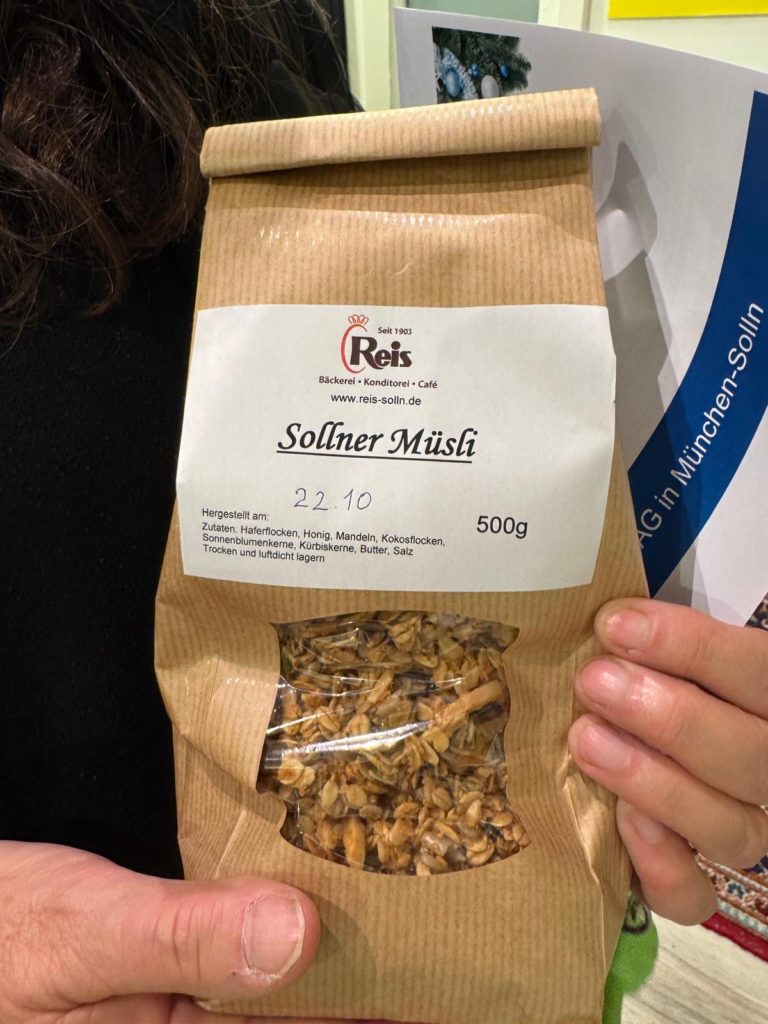 Seit 1903
Reis
Bäckerei • Konditorei • Café
www.reis-solln.de
Sollner Müsli
22.10
Hergestellt am:
500g
Zutaten: Haferflocken, Honig, Mandeln, Kokosflocken,
Sonnenblumenkerne, Kürbiskerne, Butter, Salz
Trocken und luftdicht lagern
AG in München-Solln